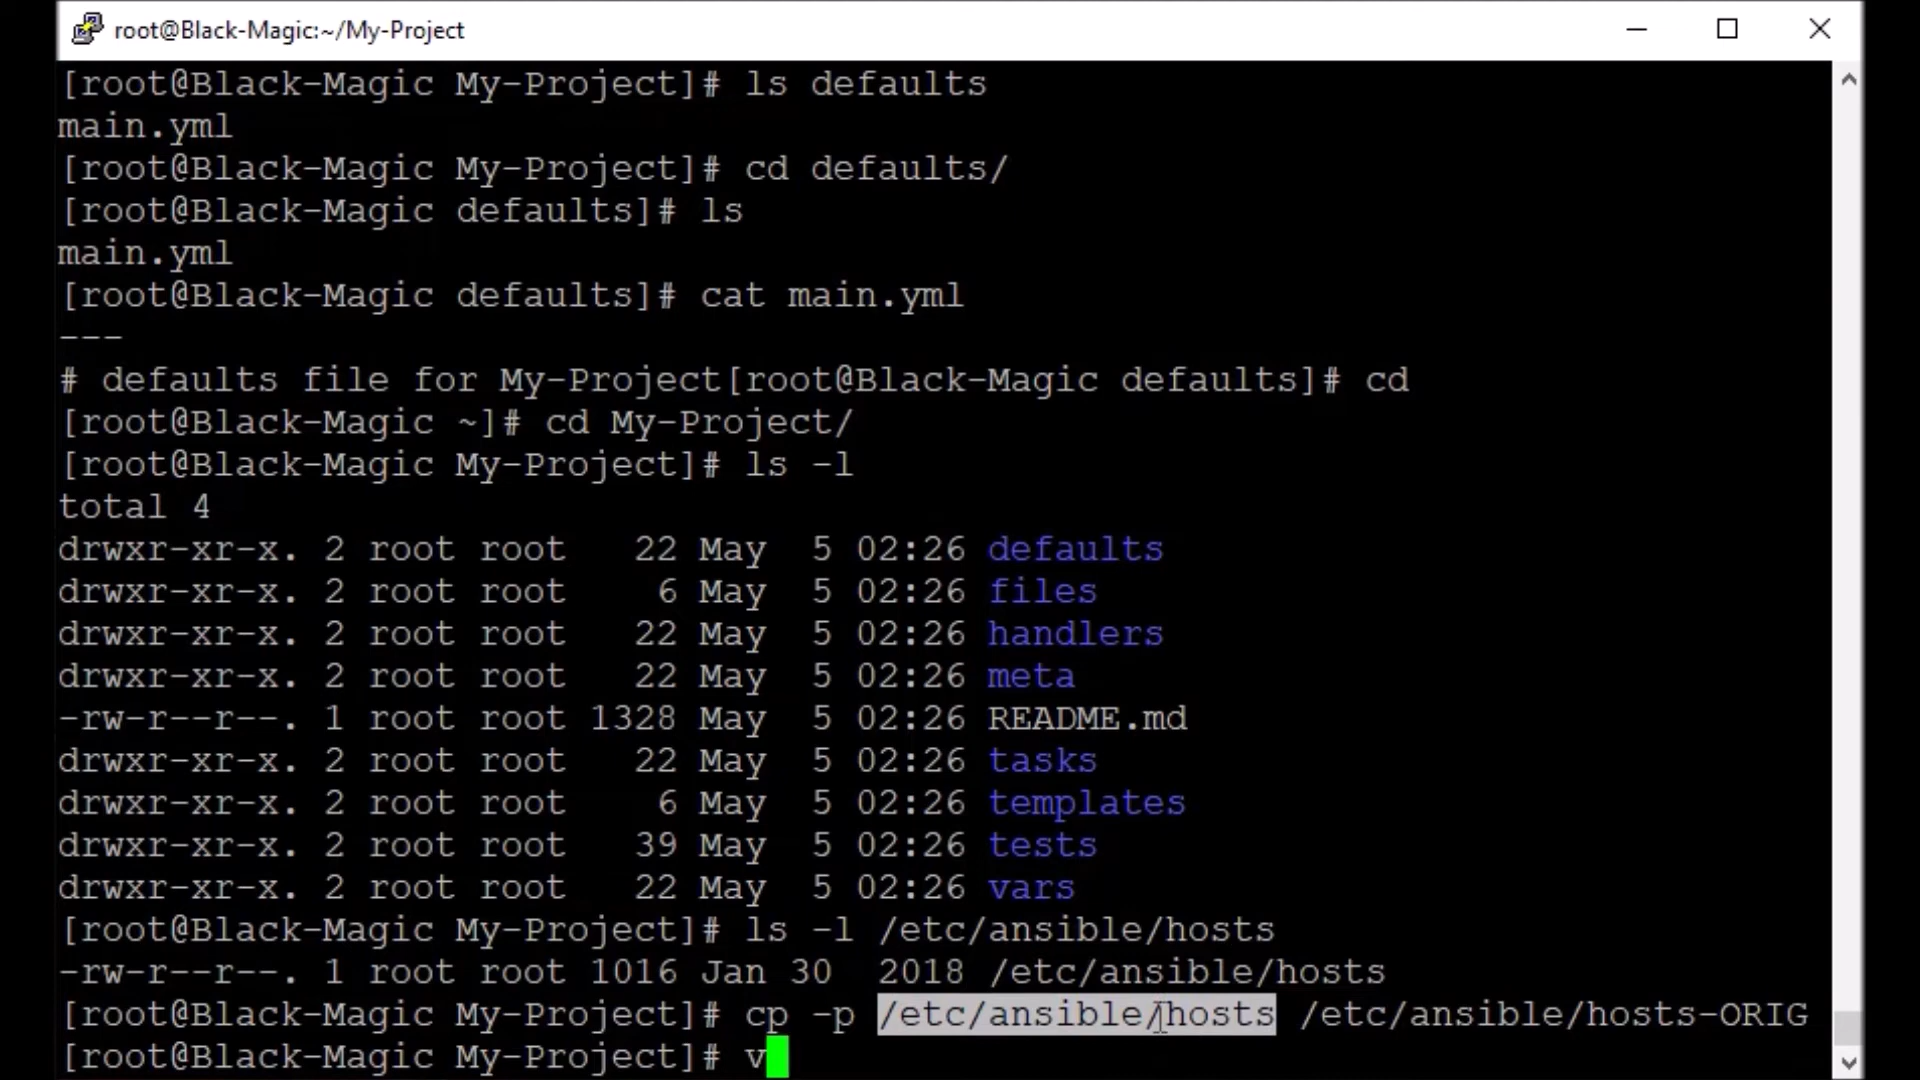 root@Black-Magic:~/My-Project
[root@Black-Magic My-Project]# ls defaults
main.yml
[root@Black-Magic My-Project]# cd defaults/
[root@Black-Magic defaults]# ls
main.yml
[root@Black-Magic defaults]# cat main.yml
---
# defaults file for My-Project[root@Black-Magic defaults]# cd
[root@Black-Magic ~]# cd My-Project/
[root@Black-Magic My-Project]# ls -l
total 4
drwxr-xr-x. 2 root root   22 May  5 02:26 defaults
drwxr-xr-x. 2 root root    6 May  5 02:26 files
drwxr-xr-x. 2 root root   22 May  5 02:26 handlers
drwxr-xr-x. 2 root root   22 May  5 02:26 meta
-rw-r--r--. 1 root root 1328 May  5 02:26 README.md
drwxr-xr-x. 2 root root   22 May  5 02:26 tasks
drwxr-xr-x. 2 root root    6 May  5 02:26 templates
drwxr-xr-x. 2 root root   39 May  5 02:26 tests
drwxr-xr-x. 2 root root   22 May  5 02:26 vars
[root@Black-Magic My-Project]# ls -l /etc/ansible/hosts
-rw-r--r--. 1 root root 1016 Jan 30  2018 /etc/ansible/hosts
[root@Black-Magic My-Project]# cp -p /etc/ansible/hosts /etc/ansible/hosts-ORIG
[root@Black-Magic My-Project]# v